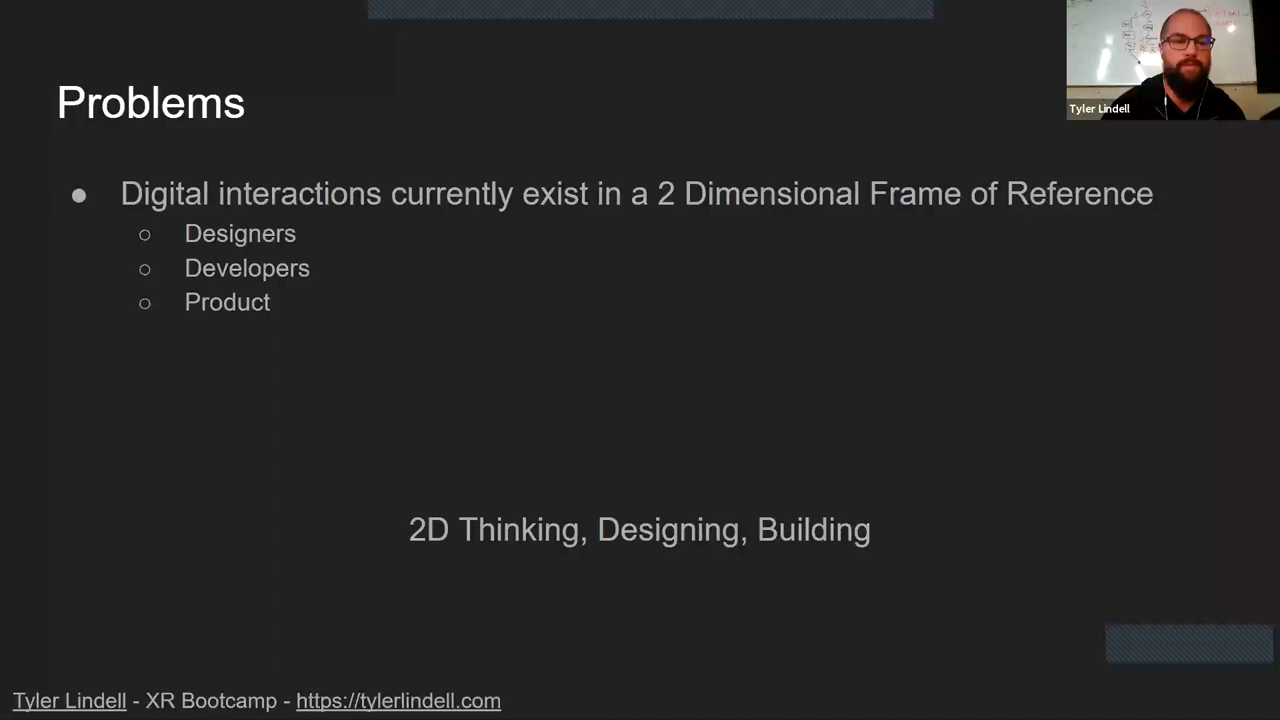 Tyler Lindell
Problems
● Digital interactions currently exist in a 2 Dimensional Frame of Reference
○ Designers
○ Developers
○ Product
2D Thinking, Designing, Building
Tyler Lindell - XR Bootcamp - https://tylerlindell.com